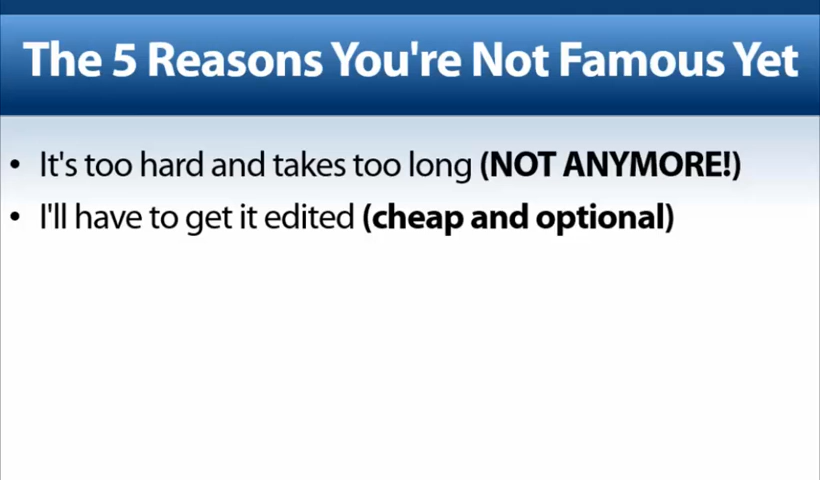 The 5 Reasons You're Not Famous Yet
• It's too hard and takes too long (NOT ANYMORE!)
• I'll have to get it edited (cheap and optional)